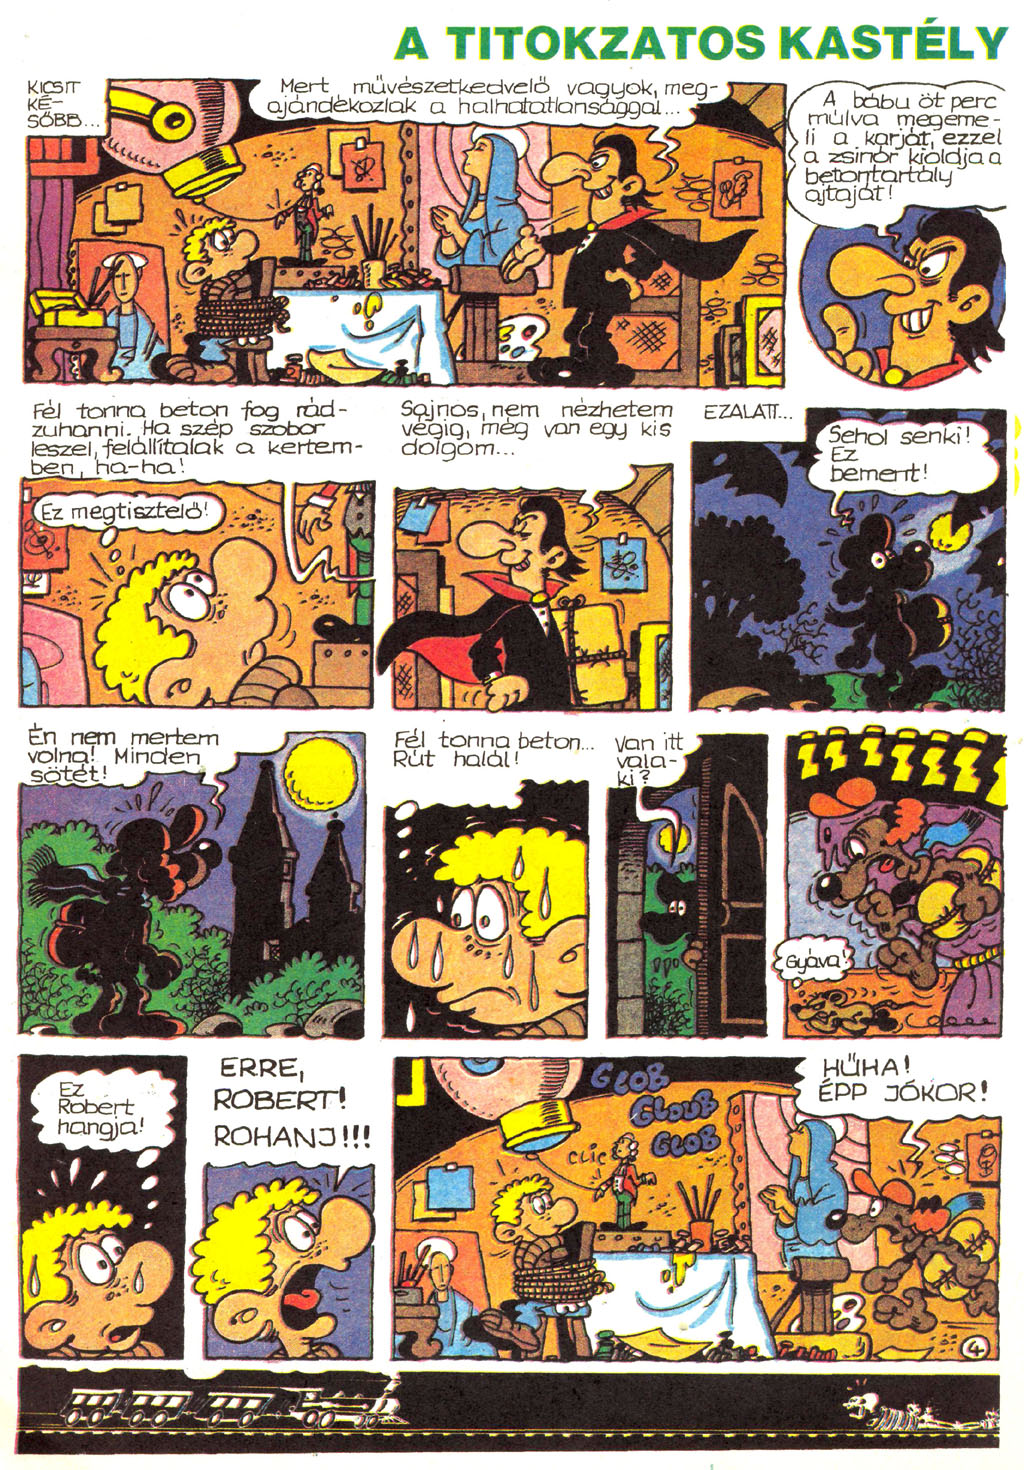 A TITOKZATOS KASTÉLY
KICSIT
KÉ-
SŐBB...
Mert művészetkedvelő vagyok, meg-
ajándékozlak a halhatatlansággal...
A bábu öt perc
múlva megeme-
li a karját, ezzel
a zsinór kioldja a
betontartály
ajtaját!
Fél tonna beton fog rád-
zuhanni. Ha szép szobor
leszel, felállítalak a kertem-
ben, ha-ha!
Ez megtisztelő!
Sajnos, nem nézhetem
végig, még van egy kis
dolgom...
EZALATT...
Sehol senki!
Ez
bement!
Én nem mertem
volna! Minden
sötét!
Fél tonna beton...
Rút halál!
Van itt
vala-
ki?
Gyáva!
Ez
Robert
hangja!
ERRE,
ROBERT!
ROHANJ!!!
GLOB
GLOUB
GLOB
CLIC
HŰHA!
ÉPP JÓKOR!
4